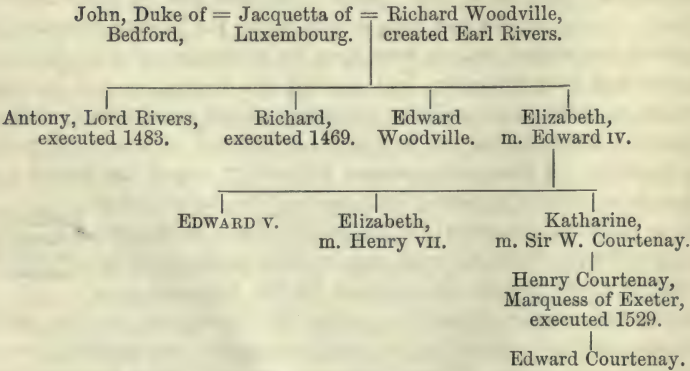 John, Duke of = Jacquetta of = Richard Woodville,
Bedford, Luxembourg. created Earl Rivers.
Antony, Lord Rivers, Richard, Edward Elizabeth,
executed 1483. executed 1469. Woodville. m. Edward IV.
EDWARD V. Elizabeth, Katharine,
m. Henry VII. m. Sir W. Courtenay.
Henry Courtenay,
Marquess of Exeter,
executed 1529.
Edward Courtenay.